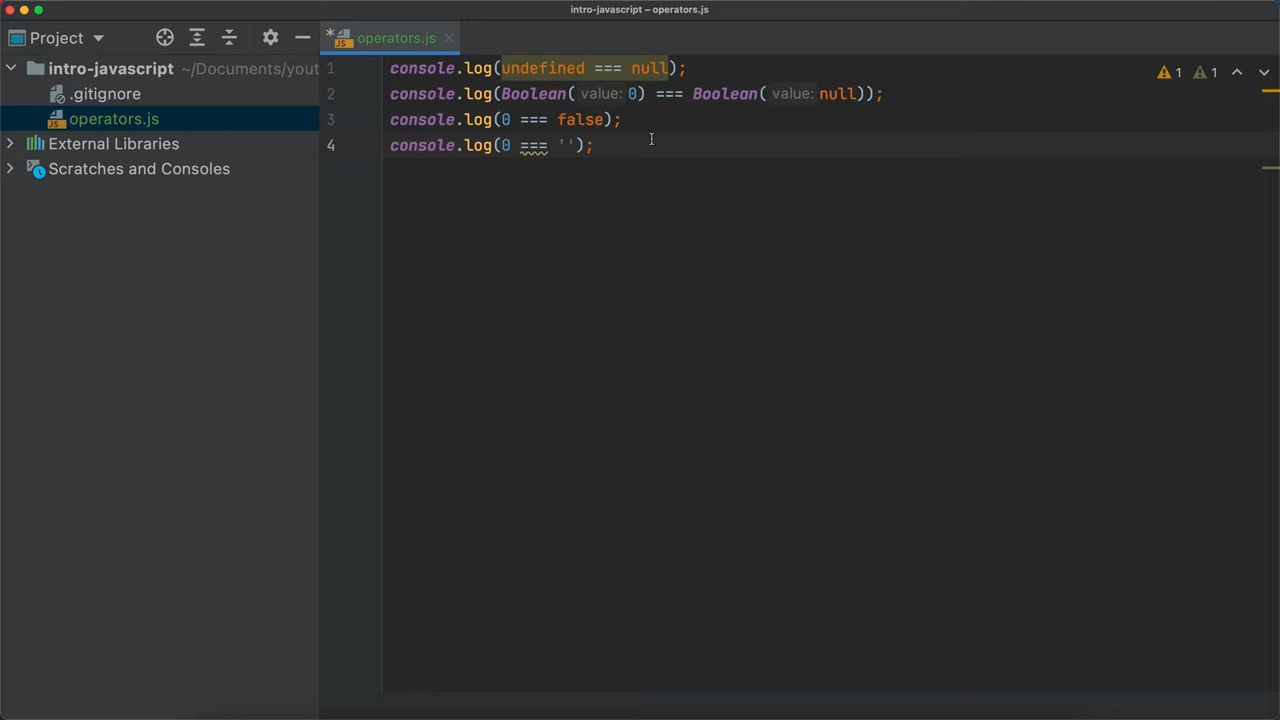 intro-javascript – operators.js
Project
* operators.js
intro-javascript ~/Documents/yout
.gitignore
operators.js
External Libraries
Scratches and Consoles
1 console.log(undefined === null);
2 console.log(Boolean( value: 0) === Boolean( value: null));
3 console.log(0 === false);
4 console.log(0 === '');
1 1